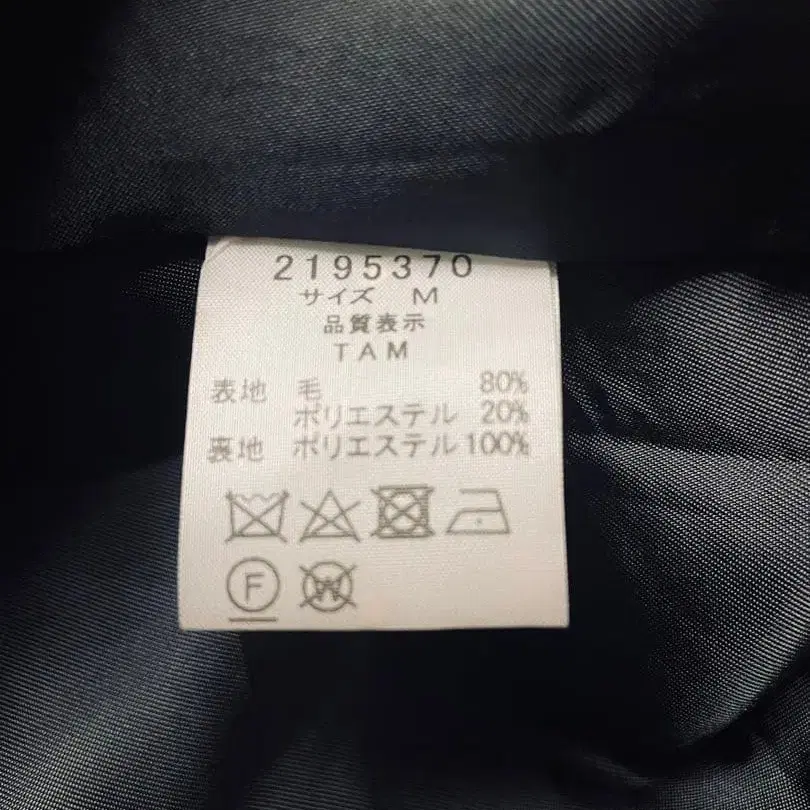 2195370
サイズ M
品質表示
TAM
表地 毛 80%
ポリエステル 20%
裏地 ポリエステル 100%
F W